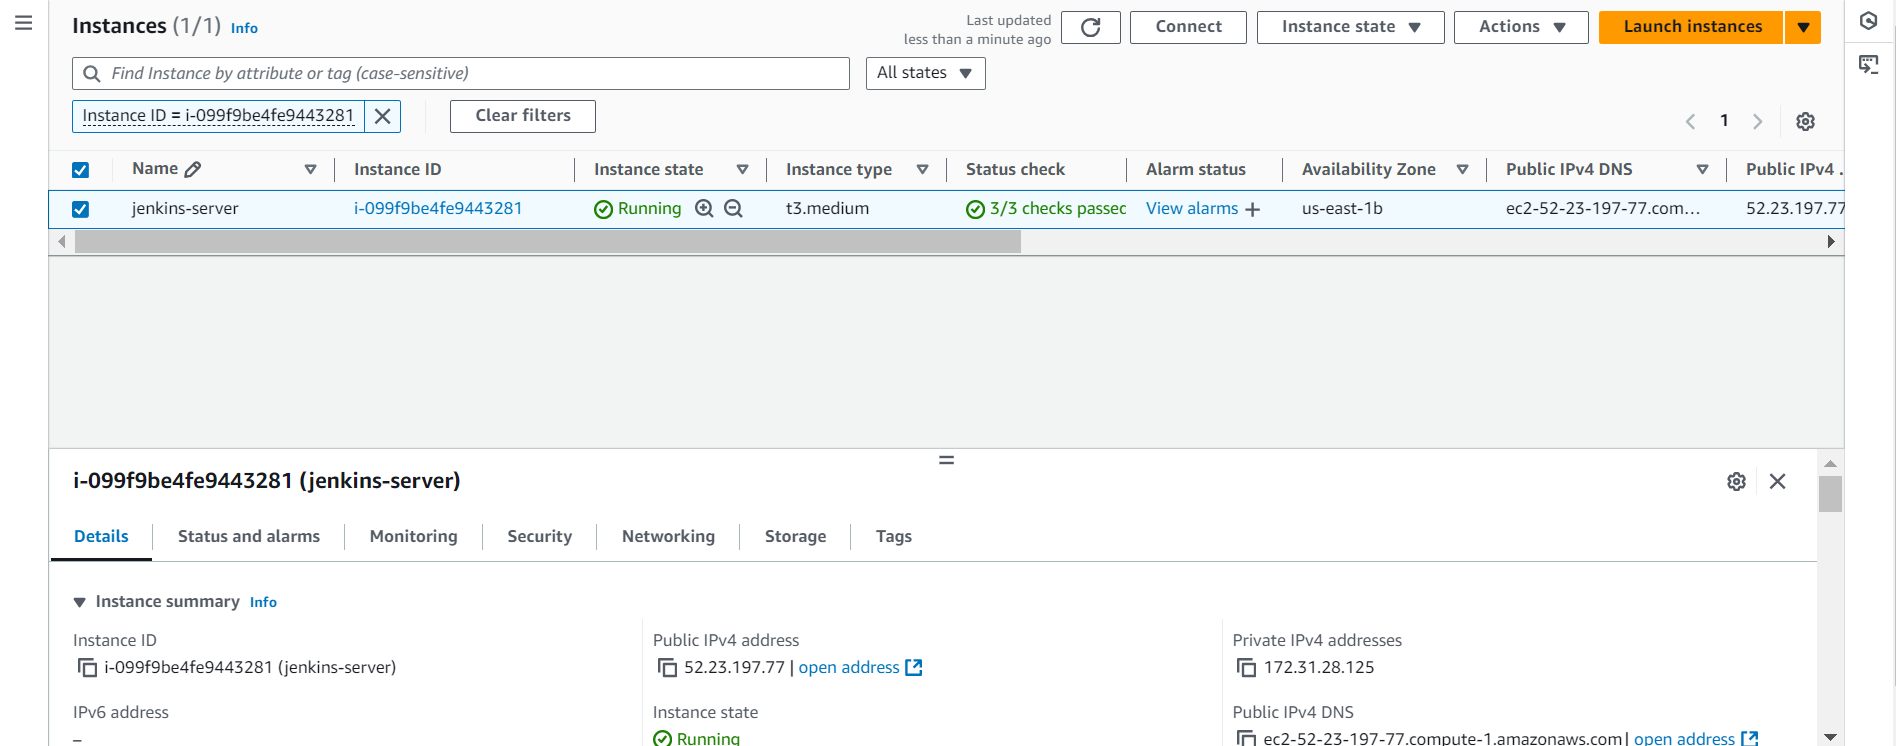 Instances (1/1) Info
Last updated
less than a minute ago
Connect
Instance state
Actions
Launch instances
Find Instance by attribute or tag (case-sensitive)
All states
Instance ID = i-099f9be4fe9443281
Clear filters
1
Name Instance ID Instance state Instance type Status check Alarm status Availability Zone Public IPv4 DNS Public IPv4 .
jenkins-server i-099f9be4fe9443281 Running t3.medium 3/3 checks passed View alarms + us-east-1b ec2-52-23-197-77.com... 52.23.197.77
i-099f9be4fe9443281 (jenkins-server)
Details Status and alarms Monitoring Security Networking Storage Tags
Instance summary Info
Instance ID Public IPv4 address Private IPv4 addresses
i-099f9be4fe9443281 (jenkins-server) 52.23.197.77 | open address 172.31.28.125
IPv6 address Instance state Public IPv4 DNS
– Running ec2-52-23-197-77.compute-1.amazonaws.com | open address